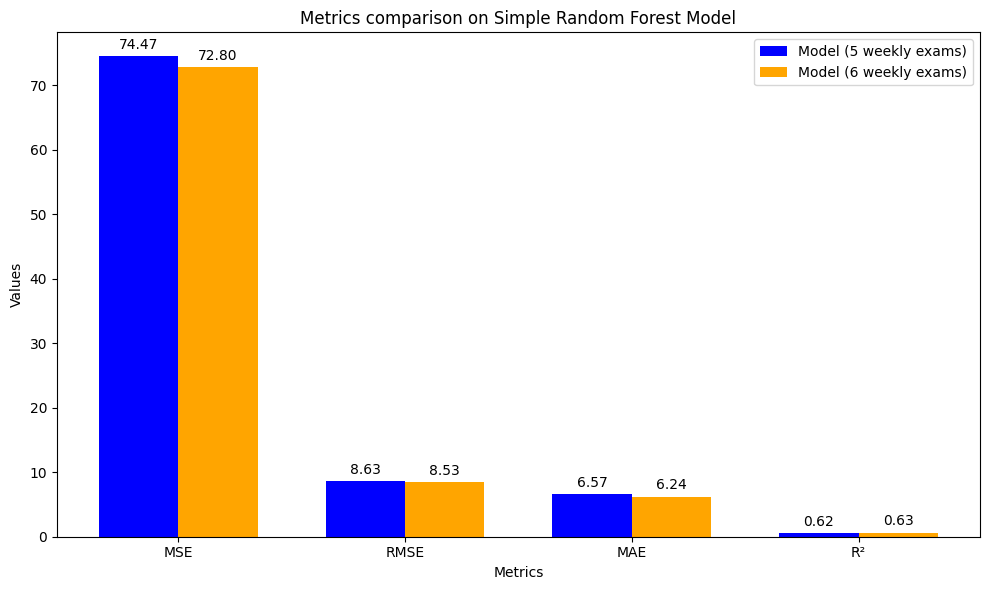 Metrics comparison on Simple Random Forest Model
Model (5 weekly exams)
Model (6 weekly exams)
Values
70
60
50
40
30
20
10
0
74.47
72.80
8.63
8.53
6.57
6.24
0.62
0.63
MSE
RMSE
MAE
R²
Metrics